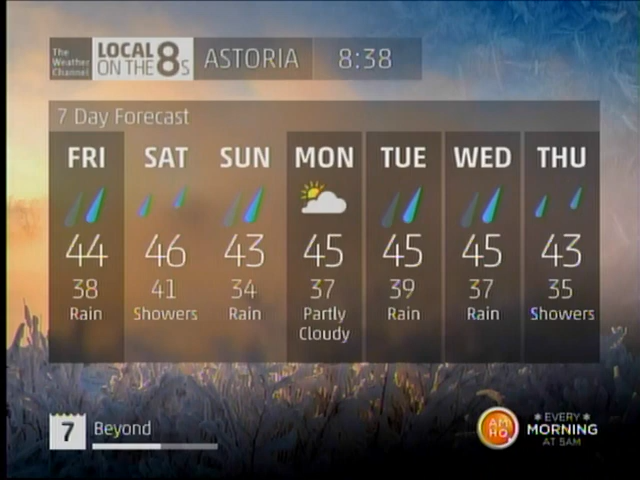 The Weather Channel LOCAL ON THE 8s ASTORIA 8:38
7 Day Forecast
FRI SAT SUN MON TUE WED THU
44 46 43 45 45 45 43
38 41 34 37 39 37 35
Rain Showers Rain Partly Cloudy Rain Rain Showers
7 Beyond
AM HQ
EVERY
MORNING
AT 5AM